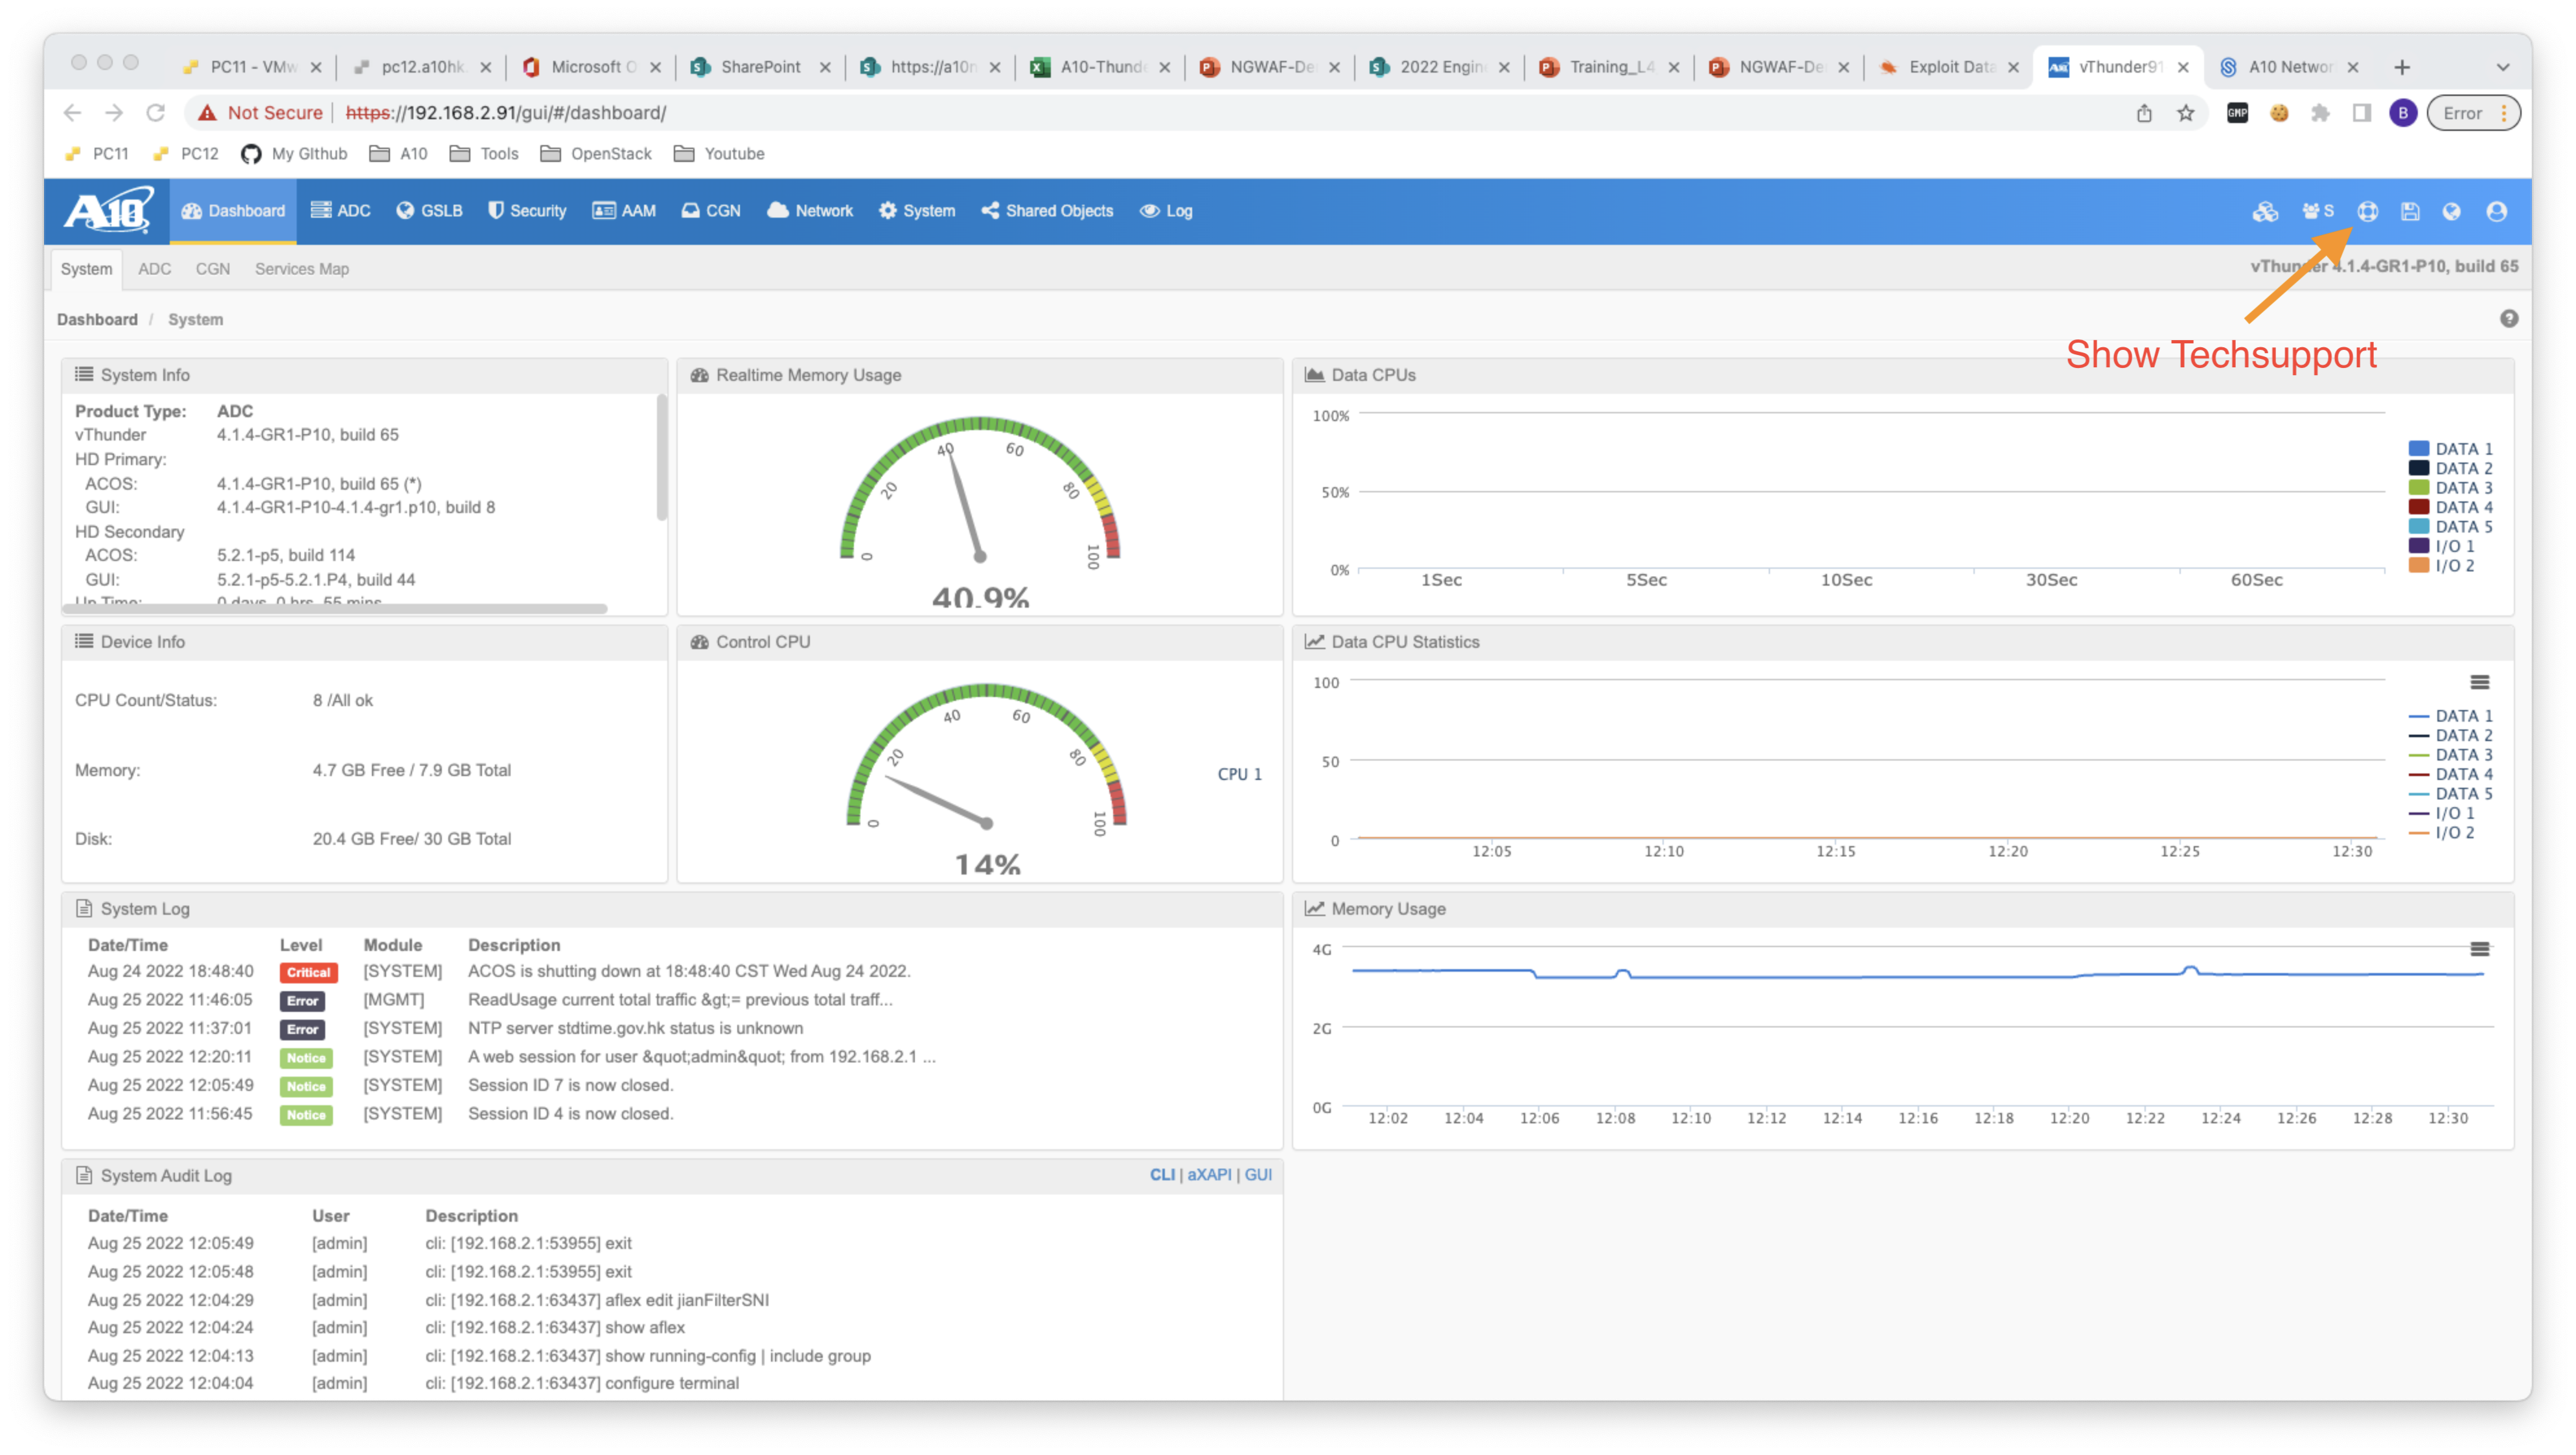 PC11 - VMw
pc12.a10hk.
Microsoft O
SharePoint
https://a10n
A10-Thund
NGWAF-De
2022 Engin
Training_L4
NGWAF-De
Exploit Data
vThunder91
A10 Networ
Not Secure | https://192.168.2.91/gui/#/dashboard/
GMP
B
Error
PC11 PC12 My GIthub A10 Tools OpenStack Youtube
A10 Dashboard ADC GSLB Security AAM CGN Network System Shared Objects Log S
System ADC CGN Services Map
vThunder 4.1.4-GR1-P10, build 65
Show Techsupport
Dashboard / System
System Info
Product Type: ADC
vThunder 4.1.4-GR1-P10, build 65
HD Primary:
ACOS: 4.1.4-GR1-P10, build 65 (*)
GUI: 4.1.4-GR1-P10-4.1.4-gr1.p10, build 8
HD Secondary
ACOS: 5.2.1-p5, build 114
GUI: 5.2.1-p5-5.2.1.P4, build 44
Up Time: 0 days, 0 hrs, 55 mins
Realtime Memory Usage
0 20 40 60 80 100
40.9%
Data CPUs
100%
50%
0%
1Sec 5Sec 10Sec 30Sec 60Sec
DATA 1
DATA 2
DATA 3
DATA 4
DATA 5
I/O 1
I/O 2
Device Info
CPU Count/Status: 8 /All ok
Memory: 4.7 GB Free / 7.9 GB Total
Disk: 20.4 GB Free/ 30 GB Total
Control CPU
0 20 40 60 80 100
CPU 1
14%
Data CPU Statistics
100
50
0
12:05 12:10 12:15 12:20 12:25 12:30
DATA 1
DATA 2
DATA 3
DATA 4
DATA 5
I/O 1
I/O 2
System Log
Date/Time Level Module Description
Aug 24 2022 18:48:40 Critical [SYSTEM] ACOS is shutting down at 18:48:40 CST Wed Aug 24 2022.
Aug 25 2022 11:46:05 Error [MGMT] ReadUsage current total traffic &gt;= previous total traff...
Aug 25 2022 11:37:01 Error [SYSTEM] NTP server stdtime.gov.hk status is unknown
Aug 25 2022 12:20:11 Notice [SYSTEM] A web session for user &quot;admin&quot; from 192.168.2.1 ...
Aug 25 2022 12:05:49 Notice [SYSTEM] Session ID 7 is now closed.
Aug 25 2022 11:56:45 Notice [SYSTEM] Session ID 4 is now closed.
Memory Usage
4G
2G
0G
12:02 12:04 12:06 12:08 12:10 12:12 12:14 12:16 12:18 12:20 12:22 12:24 12:26 12:28 12:30
System Audit Log
CLI | aXAPI | GUI
Date/Time User Description
Aug 25 2022 12:05:49 [admin] cli: [192.168.2.1:53955] exit
Aug 25 2022 12:05:48 [admin] cli: [192.168.2.1:53955] exit
Aug 25 2022 12:04:29 [admin] cli: [192.168.2.1:63437] aflex edit jianFilterSNI
Aug 25 2022 12:04:24 [admin] cli: [192.168.2.1:63437] show aflex
Aug 25 2022 12:04:13 [admin] cli: [192.168.2.1:63437] show running-config | include group
Aug 25 2022 12:04:04 [admin] cli: [192.168.2.1:63437] configure terminal